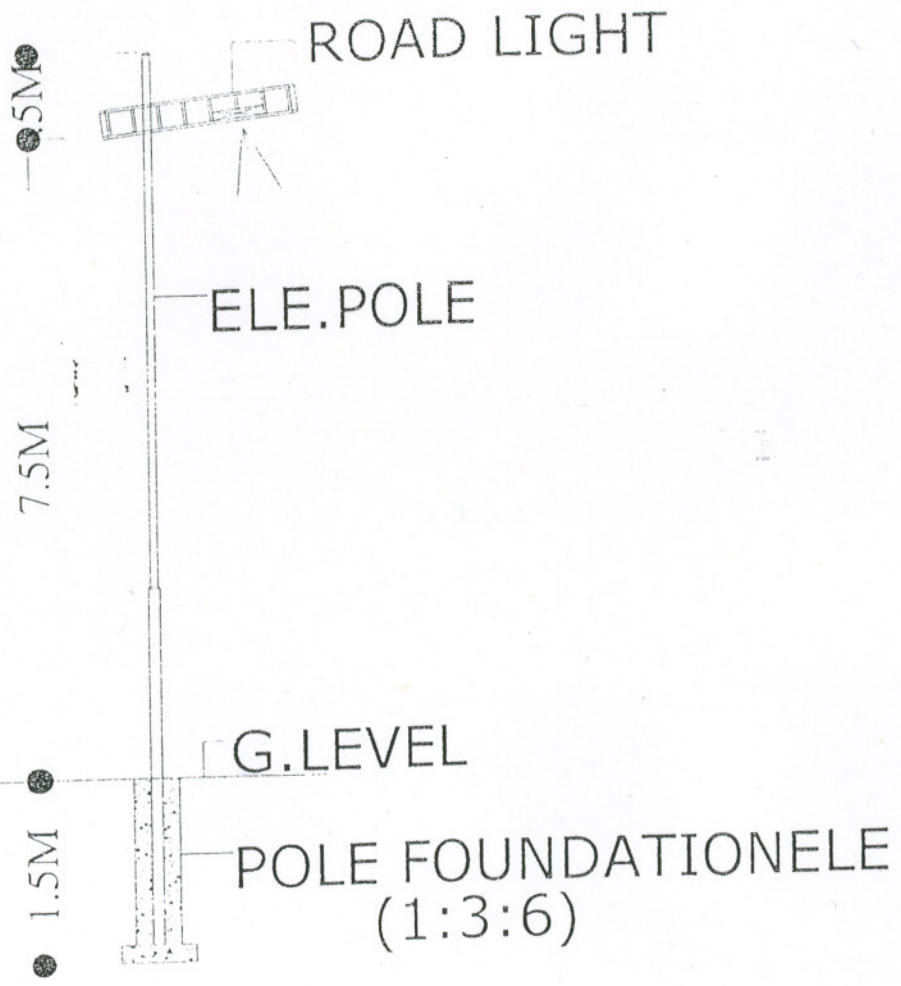 ROAD LIGHT
.5M
ELE.POLE
7.5M
G.LEVEL
1.5M
POLE FOUNDATIONELE
(1:3:6)